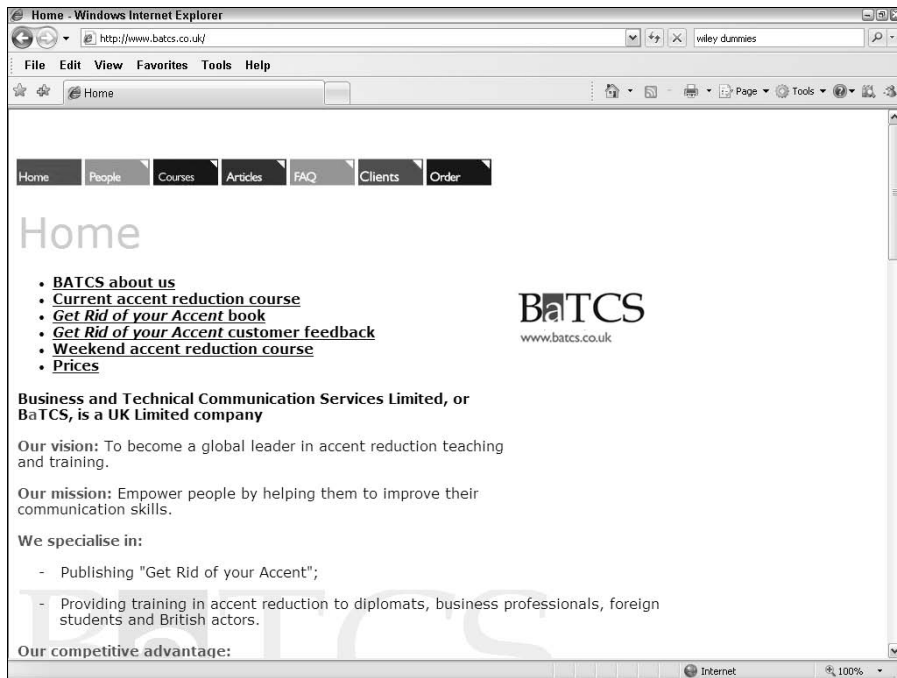 Home - Windows Internet Explorer
http://www.batcs.co.uk/
wiley dummies
File Edit View Favorites Tools Help
Home
Page Tools
Home People Courses Articles FAQ Clients Order
Home
• BATCS about us
• Current accent reduction course
• Get Rid of your Accent book
• Get Rid of your Accent customer feedback
• Weekend accent reduction course
• Prices
BaTCS
www.batcs.co.uk
Business and Technical Communication Services Limited, or
BaTCS, is a UK Limited company
Our vision: To become a global leader in accent reduction teaching
and training.
Our mission: Empower people by helping them to improve their
communication skills.
We specialise in:
- Publishing "Get Rid of your Accent";
- Providing training in accent reduction to diplomats, business professionals, foreign
students and British actors.
BaTCS
Our competitive advantage:
Internet 100%